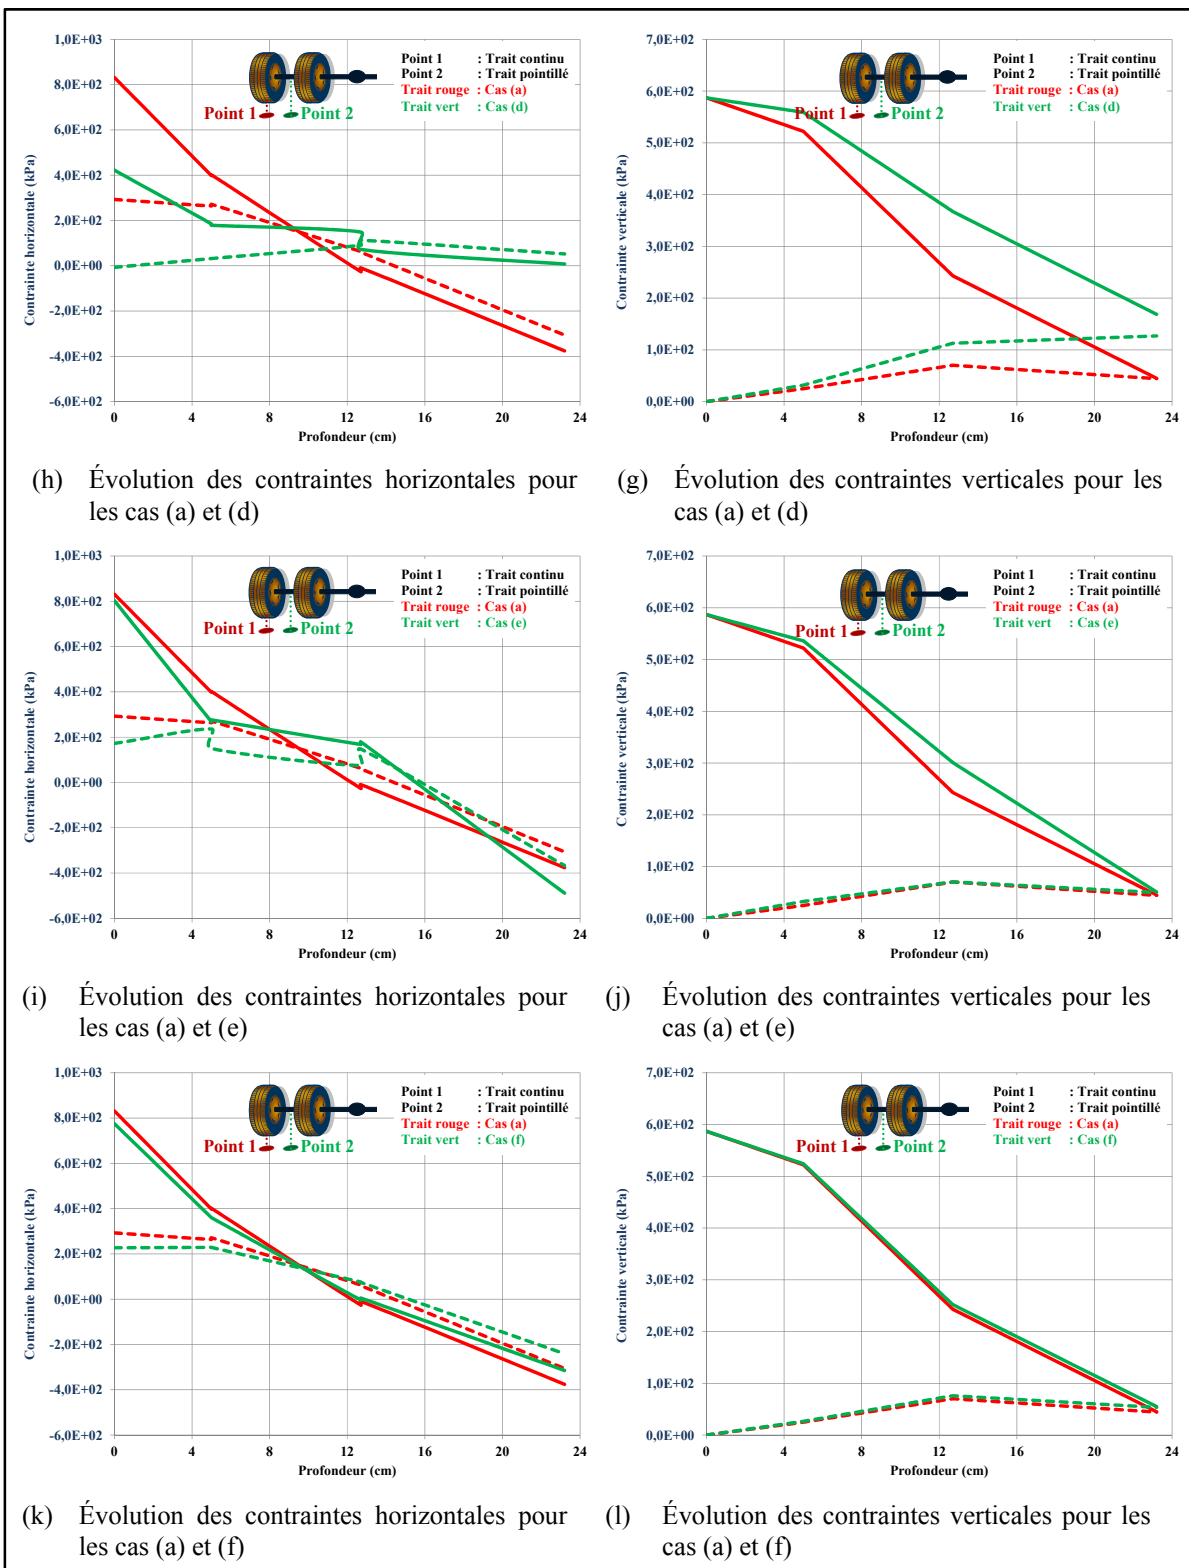 1,0E+03
8,0E+02
6,0E+02
4,0E+02
2,0E+02
0,0E+00
-2,0E+02
-4,0E+02
-6,0E+02
0 4 8 12 16 20 24
Contrainte horizontale (kPa)
Profondeur (cm)
Point 1 : Trait continu
Point 2 : Trait pointillé
Trait rouge : Cas (a)
Trait vert : Cas (d)
Point 1 Point 2
7,0E+02
6,0E+02
5,0E+02
4,0E+02
3,0E+02
2,0E+02
1,0E+02
0,0E+00
0 4 8 12 16 20 24
Contrainte verticale (kPa)
Profondeur (cm)
Point 1 : Trait continu
Point 2 : Trait pointillé
Trait rouge : Cas (a)
Trait vert : Cas (d)
Point 1 Point 2
(h) Évolution des contraintes horizontales pour
les cas (a) et (d)
(g) Évolution des contraintes verticales pour les
cas (a) et (d)
1,0E+03
8,0E+02
6,0E+02
4,0E+02
2,0E+02
0,0E+00
-2,0E+02
-4,0E+02
-6,0E+02
0 4 8 12 16 20 24
Contrainte horizontale (kPa)
Profondeur (cm)
Point 1 : Trait continu
Point 2 : Trait pointillé
Trait rouge : Cas (a)
Trait vert : Cas (e)
Point 1 Point 2
7,0E+02
6,0E+02
5,0E+02
4,0E+02
3,0E+02
2,0E+02
1,0E+02
0,0E+00
0 4 8 12 16 20 24
Contrainte verticale (kPa)
Profondeur (cm)
Point 1 : Trait continu
Point 2 : Trait pointillé
Trait rouge : Cas (a)
Trait vert : Cas (e)
Point 1 Point 2
(i) Évolution des contraintes horizontales pour
les cas (a) et (e)
(j) Évolution des contraintes verticales pour les
cas (a) et (e)
1,0E+03
8,0E+02
6,0E+02
4,0E+02
2,0E+02
0,0E+00
-2,0E+02
-4,0E+02
-6,0E+02
0 4 8 12 16 20 24
Contrainte horizontale (kPa)
Profondeur (cm)
Point 1 : Trait continu
Point 2 : Trait pointillé
Trait rouge : Cas (a)
Trait vert : Cas (f)
Point 1 Point 2
7,0E+02
6,0E+02
5,0E+02
4,0E+02
3,0E+02
2,0E+02
1,0E+02
0,0E+00
0 4 8 12 16 20 24
Contrainte verticale (kPa)
Profondeur (cm)
Point 1 : Trait continu
Point 2 : Trait pointillé
Trait rouge : Cas (a)
Trait vert : Cas (f)
Point 1 Point 2
(k) Évolution des contraintes horizontales pour
les cas (a) et (f)
(l) Évolution des contraintes verticales pour les
cas (a) et (f)